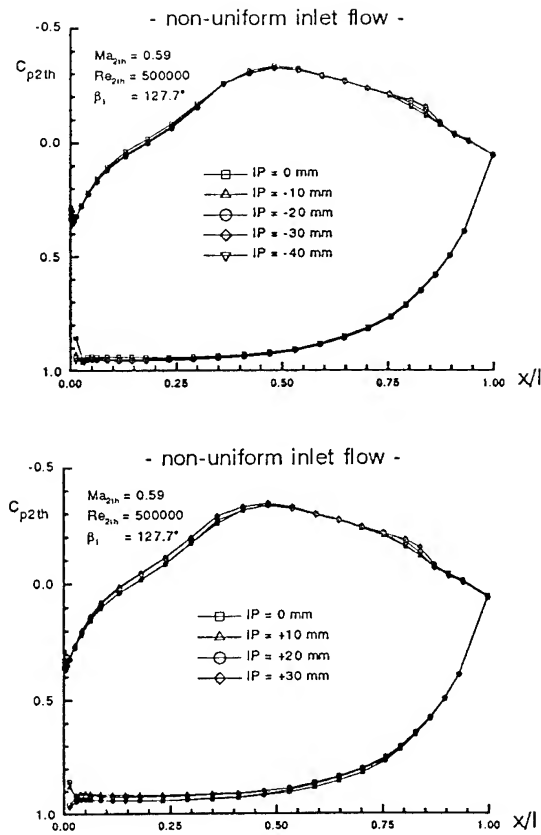 - non-uniform inlet flow -
-0.5
Cp2th
Ma2th = 0.59
Re2th = 500000
β1 = 127.7°
0.0
IP = 0 mm
IP = -10 mm
IP = -20 mm
IP = -30 mm
IP = -40 mm
0.5
1.0
0.00 0.25 0.50 0.75 1.00 x/l
- non-uniform inlet flow -
-0.5
Cp2th
Ma2th = 0.59
Re2th = 500000
β1 = 127.7°
0.0
IP = 0 mm
IP = +10 mm
IP = +20 mm
IP = +30 mm
0.5
1.0
0.00 0.25 0.50 0.75 1.00 x/l